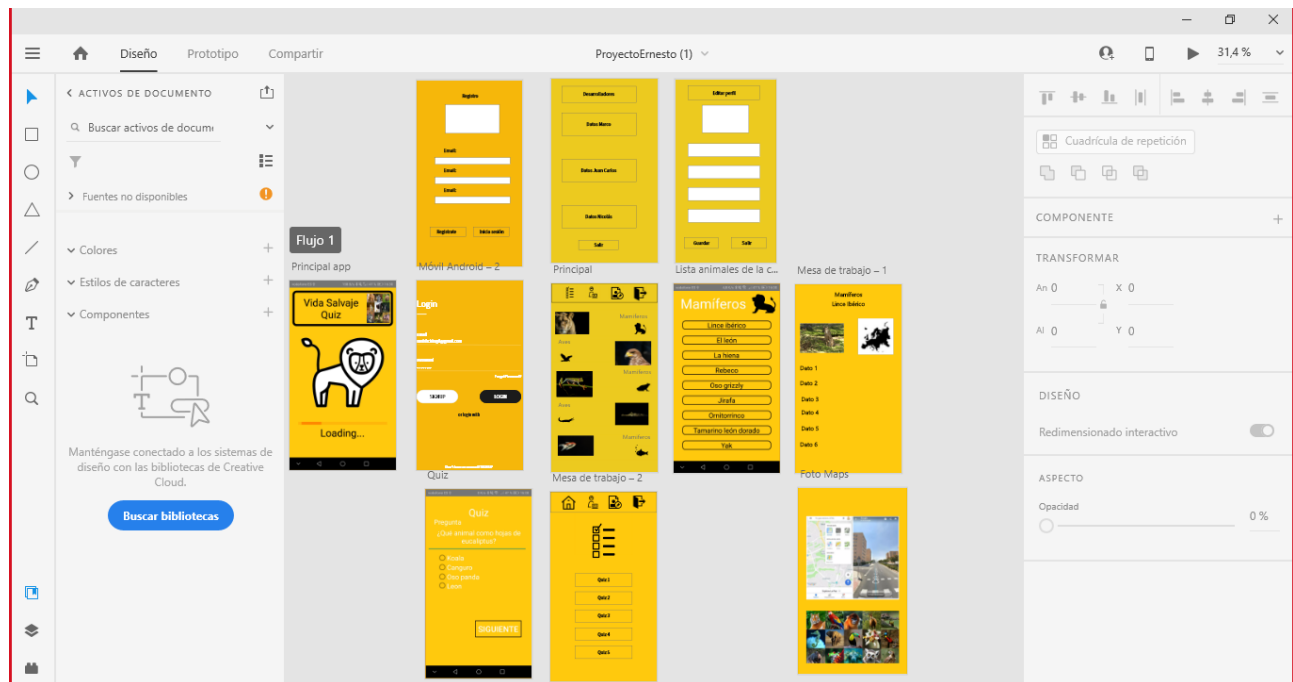 Diseño Prototipo Compartir
ProyectoErnesto (1)
31,4 %
ACTIVOS DE DOCUMENTO
Buscar activos de docume
Fuentes no disponibles
Colores
Estilos de caracteres
Componentes
Manténgase conectado a los sistemas de
diseño con las bibliotecas de Creative
Cloud.
Buscar bibliotecas
Registro
Email:
Email:
Email:
Registrate Inicia sesión
Desarrolladores
Datos Marco
Datos Juan Carlos
Datos Nicolás
Salir
Editar perfil
Guardar Salir
Flujo 1
Principal app
Vida Salvaje
Quiz
Loading...
Móvil Android – 2
Login
SIGNUP LOGIN
or login with
Principal
Mamíferos
Aves
Mamíferos
Aves
Mamíferos
Lista animales de la c...
Mamíferos
Lince ibérico
El león
La hiena
Rebeco
Oso grizzly
Jirafa
Ornitorrinco
Tamarino león dorado
Yak
Mesa de trabajo – 1
Mamíferos
Lince Ibérico
Dato 1
Dato 2
Dato 3
Dato 4
Dato 5
Dato 6
Quiz
Quiz
Pregunta
¿Qué animal come hojas de
eucaliptus?
Koala
Canguro
Oso panda
Leon
SIGUIENTE
Mesa de trabajo – 2
Quiz 1
Quiz 2
Quiz 3
Quiz 4
Quiz 5
Foto Maps
Cuadrícula de repetición
COMPONENTE
TRANSFORMAR
An 0 X 0
Al 0 Y 0
DISEÑO
Redimensionado interactivo
ASPECTO
Opacidad
0 %